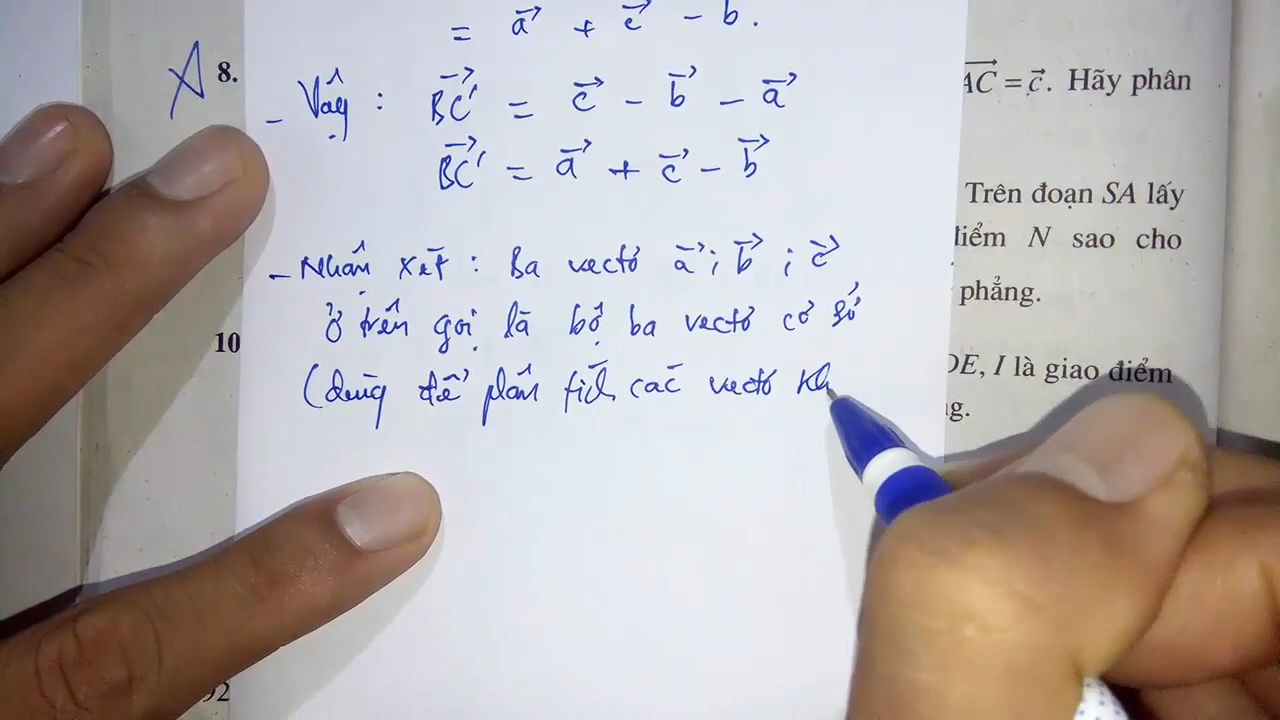 = a⃗ + c⃗ - b.
8.
- Vậy : BC'⃗ = c⃗ - b⃗ - a⃗
BC'⃗ = a⃗ + c⃗ - b⃗
- Nhận xét : Ba vectơ a⃗ ; b⃗ ; c⃗
ở trên gọi là bộ ba vectơ cơ sở
10
(dùng để phân tích các vectơ kh
92
AC⃗ = c⃗. Hãy phân
Trên đoạn SA lấy
điểm N sao cho
phẳng.
DE, I là giao điểm
g.